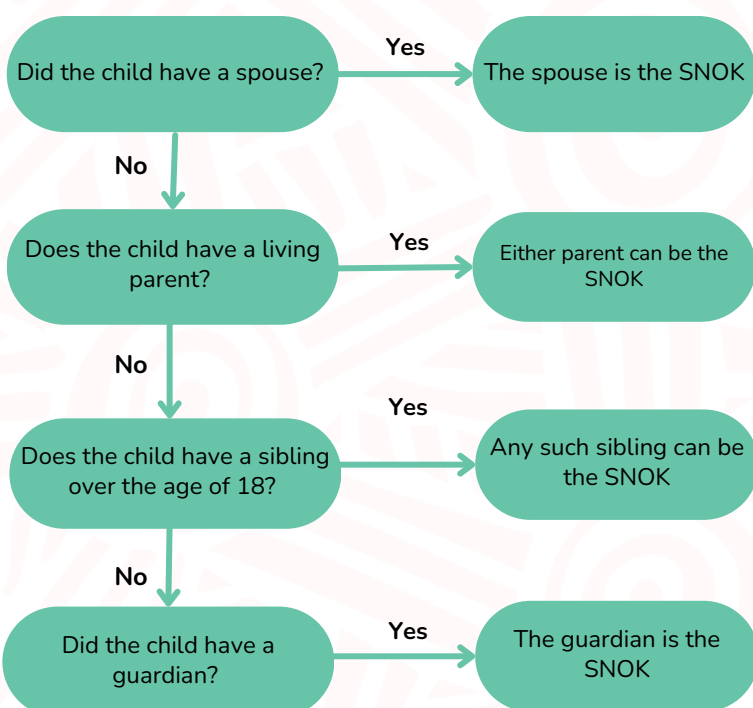 Did the child have a spouse?
Yes
The spouse is the SNOK
No
Does the child have a living
parent?
Yes
Either parent can be the
SNOK
No
Does the child have a sibling
over the age of 18?
Yes
Any such sibling can be
the SNOK
No
Did the child have a
guardian?
Yes
The guardian is the
SNOK